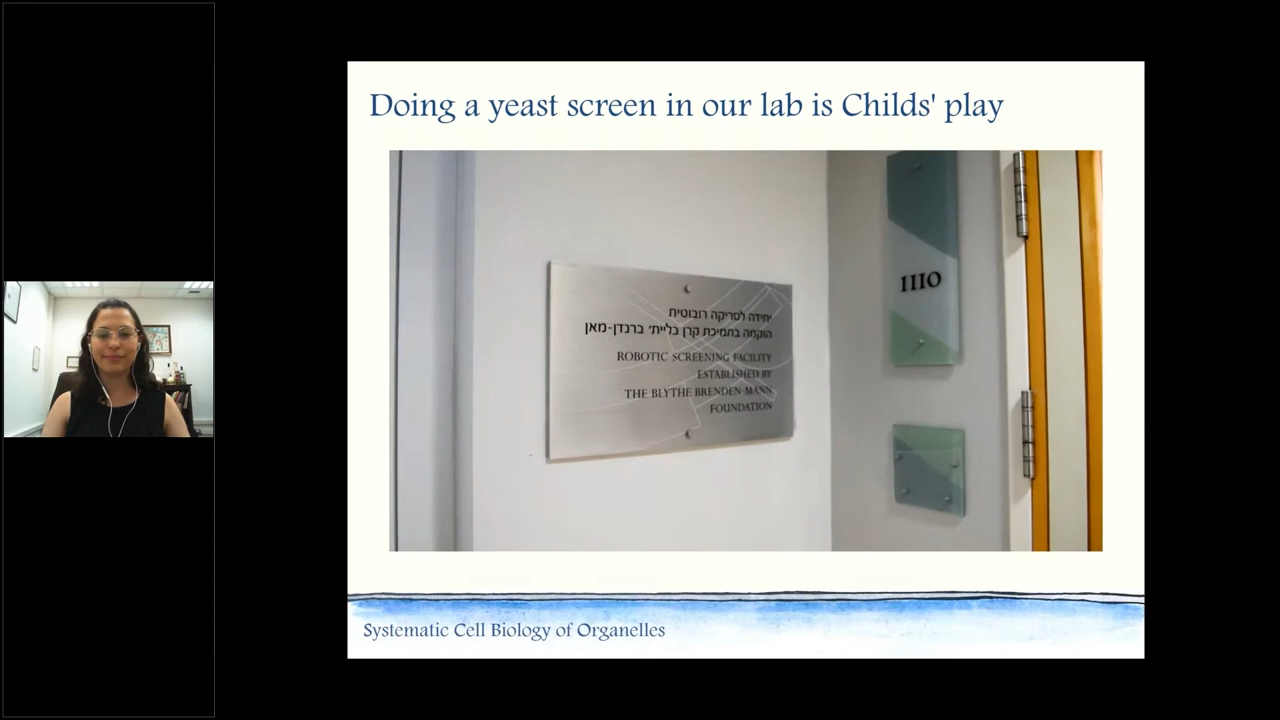 Doing a yeast screen in our lab is Childs' play
יחידה לסריקה רובוטית
הוקמה בתמיכת קרן בליית' ברנדן-מאן
ROBOTIC SCREENING FACILITY
ESTABLISHED BY
THE BLYTHE BRENDEN-MANN
FOUNDATION
1110
Systematic Cell Biology of Organelles